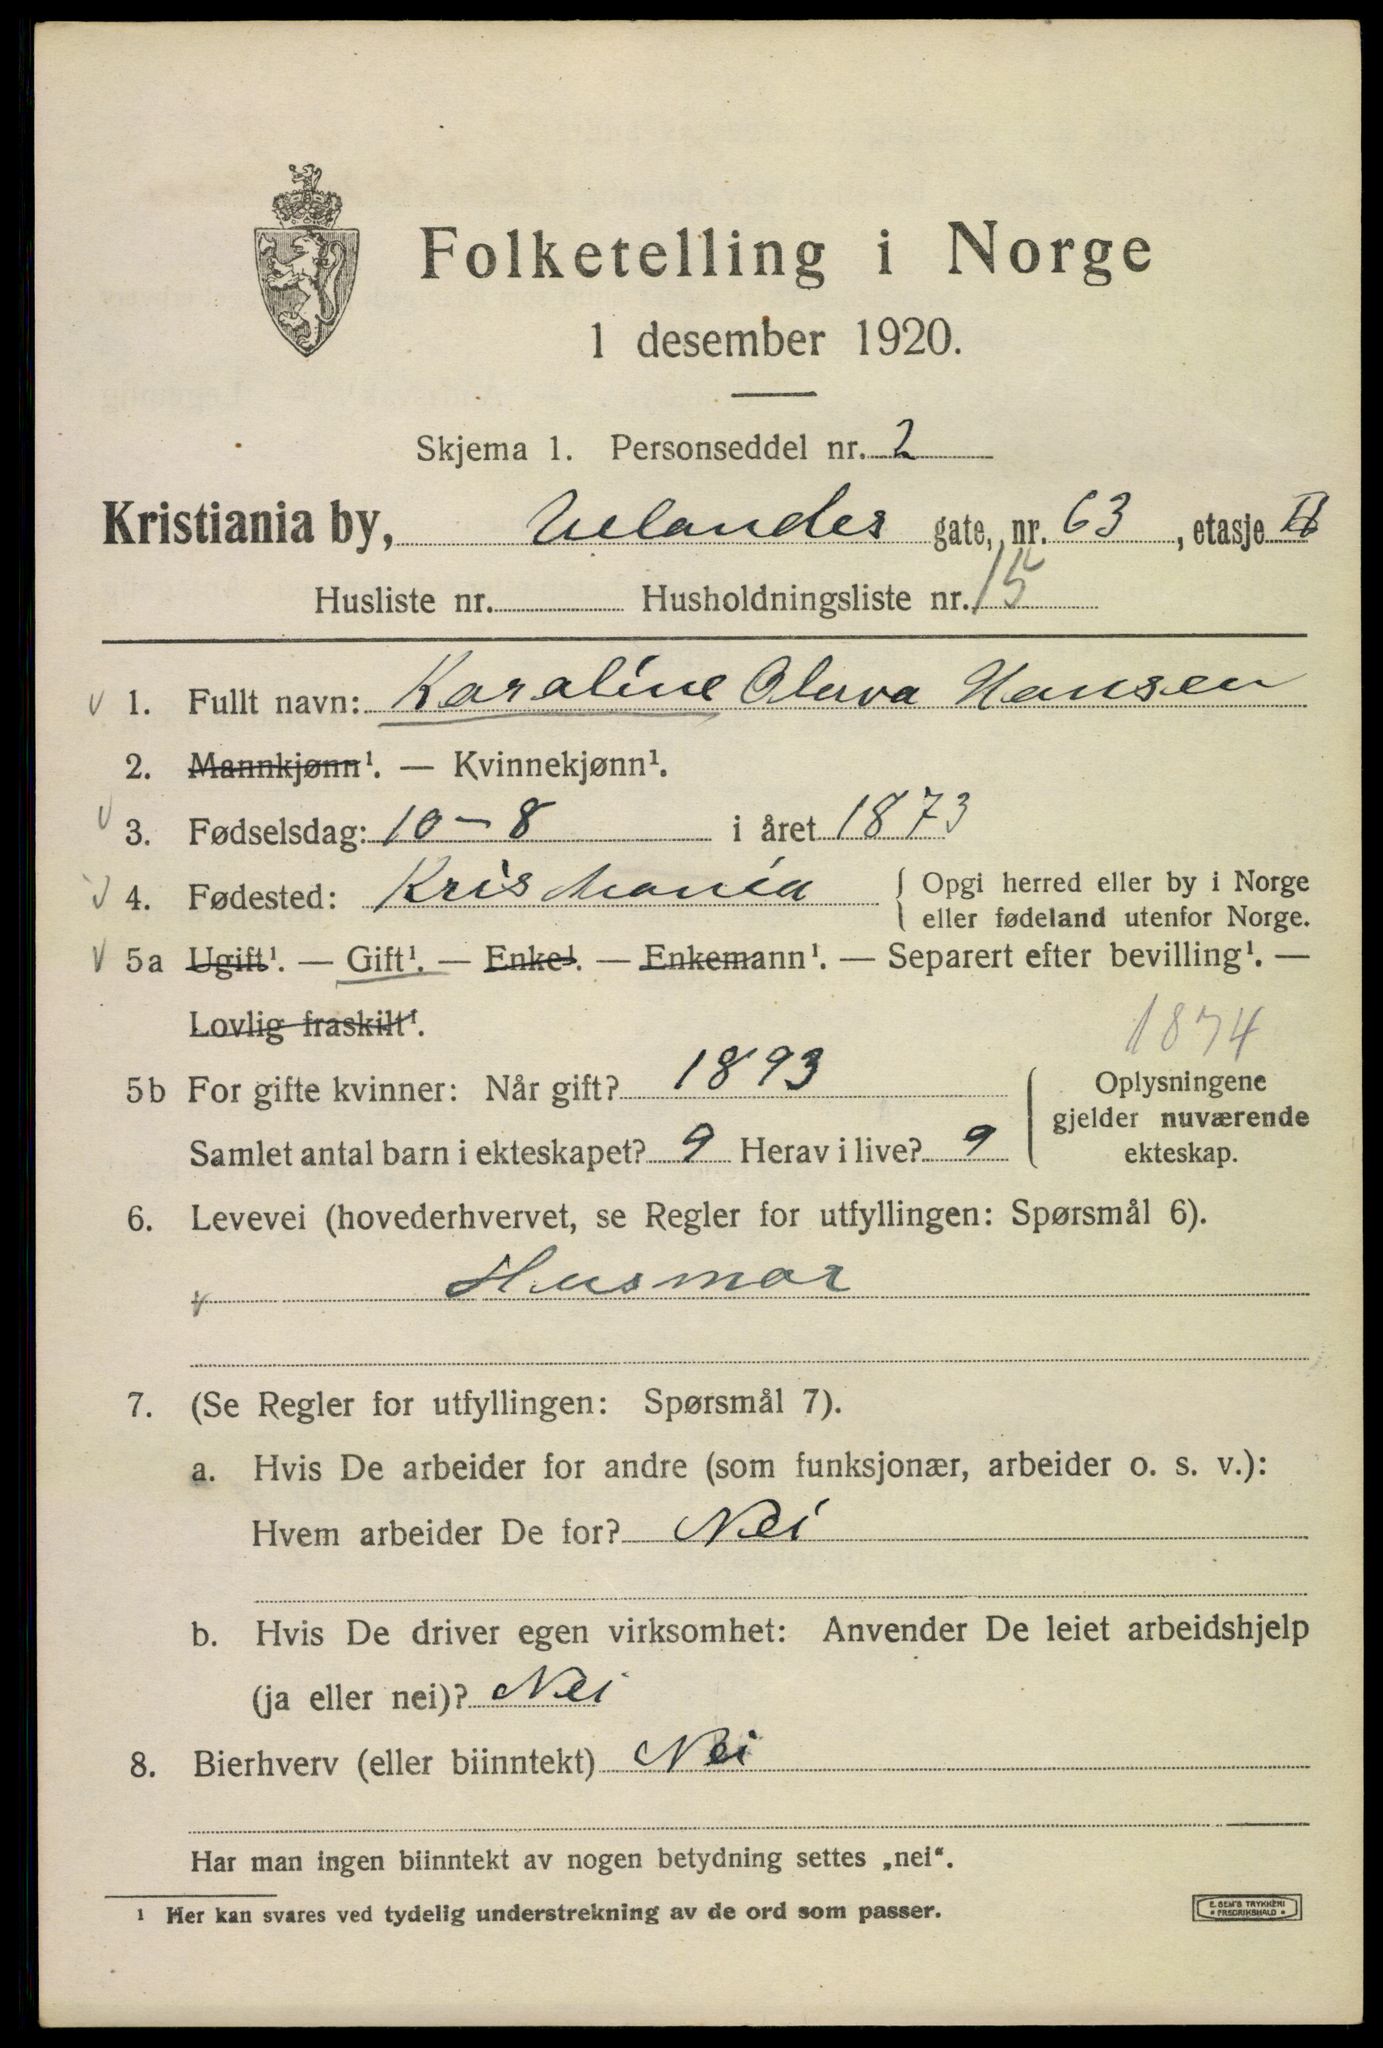 Folketelling i Norge
1 desember 1920.
Skjema 1. Personseddel nr. 2
Kristiania by, Uelandes gate, nr. 63, etasje II
Husliste nr. Husholdningsliste nr. 15
1. Fullt navn: Karaline Oluva Hansen
2. Mannkjønn¹. — Kvinnekjønn¹.
3. Fødselsdag: 10-8 i året 1873
4. Fødested: Kristiania { Opgi herred eller by i Norge
eller fødeland utenfor Norge.
5a Ugift¹. — Gift¹. — Enke¹. — Enkemann¹. — Separert efter bevilling¹. —
Lovlig fraskilt¹.
1874
5b For gifte kvinner: Når gift? 1893
Samlet antal barn i ekteskapet? 9 Herav i live? 9
Oplysningene
gjelder nuværende
ekteskap.
6. Levevei (hovederhvervet, se Regler for utfyllingen: Spørsmål 6).
Husmor
7. (Se Regler for utfyllingen: Spørsmål 7).
a. Hvis De arbeider for andre (som funksjonær, arbeider o. s. v.):
Hvem arbeider De for? Nei
b. Hvis De driver egen virksomhet: Anvender De leiet arbeidshjelp
(ja eller nei)? Nei
8. Bierhverv (eller biinntekt) Nei
Har man ingen biinntekt av nogen betydning settes „nei“.
¹ Her kan svares ved tydelig understrekning av de ord som passer.
E. SEM'S TRYKKERI
• FREDRIKSHALD •